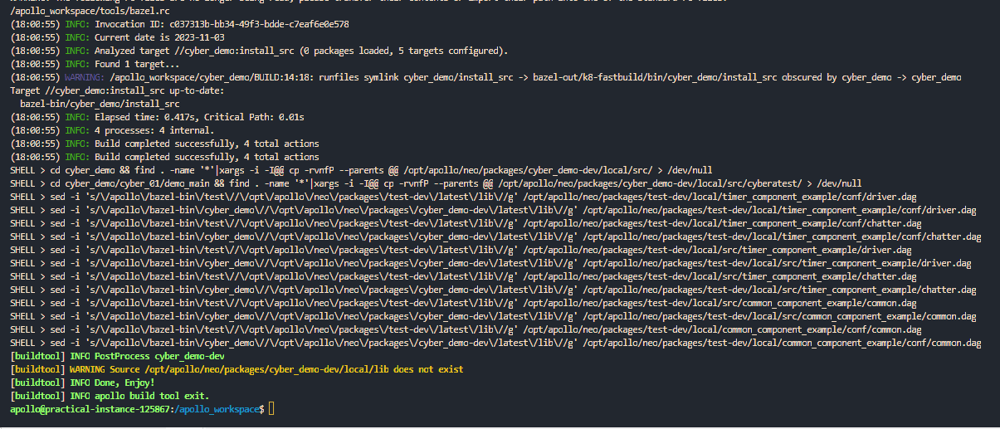 /apollo_workspace/tools/bazel.rc
(18:00:55) INFO: Invocation ID: c037313b-bb34-49f3-bdde-c7eaf6e0e578
(18:00:55) INFO: Current date is 2023-11-03
(18:00:55) INFO: Analyzed target //cyber_demo:install_src (0 packages loaded, 5 targets configured).
(18:00:55) INFO: Found 1 target...
(18:00:55) WARNING: /apollo_workspace/cyber_demo/BUILD:14:18: runfiles symlink cyber_demo/install_src -> bazel-out/k8-fastbuild/bin/cyber_demo/install_src obscured by cyber_demo -> cyber_demo
Target //cyber_demo:install_src up-to-date:
  bazel-bin/cyber_demo/install_src
(18:00:55) INFO: Elapsed time: 0.417s, Critical Path: 0.01s
(18:00:55) INFO: 4 processes: 4 internal.
(18:00:55) INFO: Build completed successfully, 4 total actions
(18:00:55) INFO: Build completed successfully, 4 total actions
SHELL > cd cyber_demo && find . -name '*'|xargs -i -I@@ cp -rvnfP --parents @@ /opt/apollo/neo/packages/cyber_demo-dev/local/src/ > /dev/null
SHELL > cd cyber_demo/cyber_01/demo_main && find . -name '*'|xargs -i -I@@ cp -rvnfP --parents @@ /opt/apollo/neo/packages/cyber_demo-dev/local/src/cyberatest/ > /dev/null
SHELL > sed -i 's/\/apollo\/bazel-bin\/test\//\/opt\/apollo\/neo\/packages\/test-dev\/latest\/lib\//g' /opt/apollo/neo/packages/test-dev/local/timer_component_example/conf/driver.dag
SHELL > sed -i 's/\/apollo\/bazel-bin\/cyber_demo\//\/opt\/apollo\/neo\/packages\/cyber_demo-dev\/latest\/lib\//g' /opt/apollo/neo/packages/test-dev/local/timer_component_example/conf/driver.dag
SHELL > sed -i 's/\/apollo\/bazel-bin\/test\//\/opt\/apollo\/neo\/packages\/test-dev\/latest\/lib\//g' /opt/apollo/neo/packages/test-dev/local/timer_component_example/conf/chatter.dag
SHELL > sed -i 's/\/apollo\/bazel-bin\/cyber_demo\//\/opt\/apollo\/neo\/packages\/cyber_demo-dev\/latest\/lib\//g' /opt/apollo/neo/packages/test-dev/local/timer_component_example/conf/chatter.dag
SHELL > sed -i 's/\/apollo\/bazel-bin\/test\//\/opt\/apollo\/neo\/packages\/test-dev\/latest\/lib\//g' /opt/apollo/neo/packages/test-dev/local/src/timer_component_example/driver.dag
SHELL > sed -i 's/\/apollo\/bazel-bin\/cyber_demo\//\/opt\/apollo\/neo\/packages\/cyber_demo-dev\/latest\/lib\//g' /opt/apollo/neo/packages/test-dev/local/src/timer_component_example/driver.dag
SHELL > sed -i 's/\/apollo\/bazel-bin\/test\//\/opt\/apollo\/neo\/packages\/test-dev\/latest\/lib\//g' /opt/apollo/neo/packages/test-dev/local/src/timer_component_example/chatter.dag
SHELL > sed -i 's/\/apollo\/bazel-bin\/cyber_demo\//\/opt\/apollo\/neo\/packages\/cyber_demo-dev\/latest\/lib\//g' /opt/apollo/neo/packages/test-dev/local/src/timer_component_example/chatter.dag
SHELL > sed -i 's/\/apollo\/bazel-bin\/test\//\/opt\/apollo\/neo\/packages\/test-dev\/latest\/lib\//g' /opt/apollo/neo/packages/test-dev/local/src/common_component_example/common.dag
SHELL > sed -i 's/\/apollo\/bazel-bin\/cyber_demo\//\/opt\/apollo\/neo\/packages\/cyber_demo-dev\/latest\/lib\//g' /opt/apollo/neo/packages/test-dev/local/src/common_component_example/common.dag
SHELL > sed -i 's/\/apollo\/bazel-bin\/test\//\/opt\/apollo\/neo\/packages\/test-dev\/latest\/lib\//g' /opt/apollo/neo/packages/test-dev/local/common_component_example/conf/common.dag
SHELL > sed -i 's/\/apollo\/bazel-bin\/cyber_demo\//\/opt\/apollo\/neo\/packages\/cyber_demo-dev\/latest\/lib\//g' /opt/apollo/neo/packages/test-dev/local/common_component_example/conf/common.dag
[buildtool] INFO PostProcess cyber_demo-dev
[buildtool] WARNING Source /opt/apollo/neo/packages/cyber_demo-dev/local/lib does not exist
[buildtool] INFO Done, Enjoy!
[buildtool] INFO apollo build tool exit.
apollo@practical-instance-125867:/apollo_workspace$